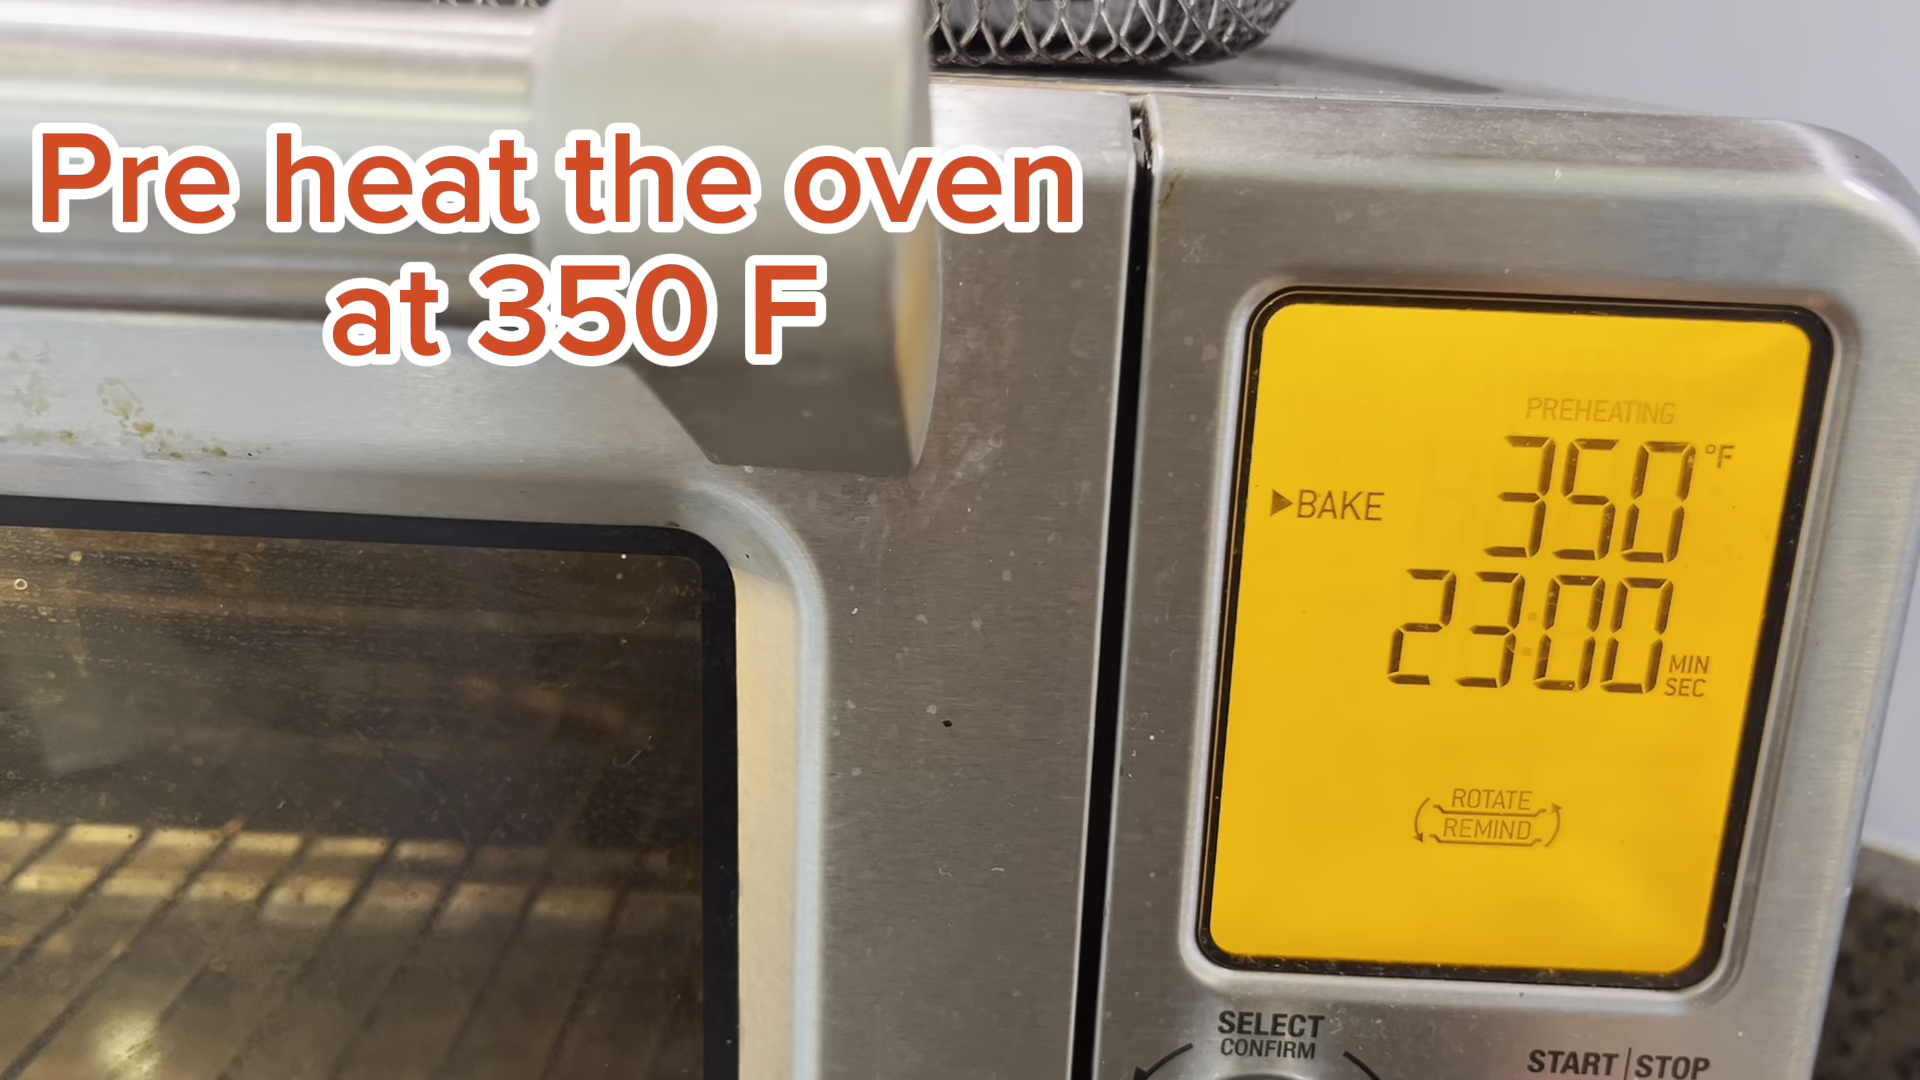 Pre heat the oven
at 350 F
PREHEATING
350 °F
▶BAKE
23:00 MIN
SEC
ROTATE
REMIND
SELECT
CONFIRM
START|STOP